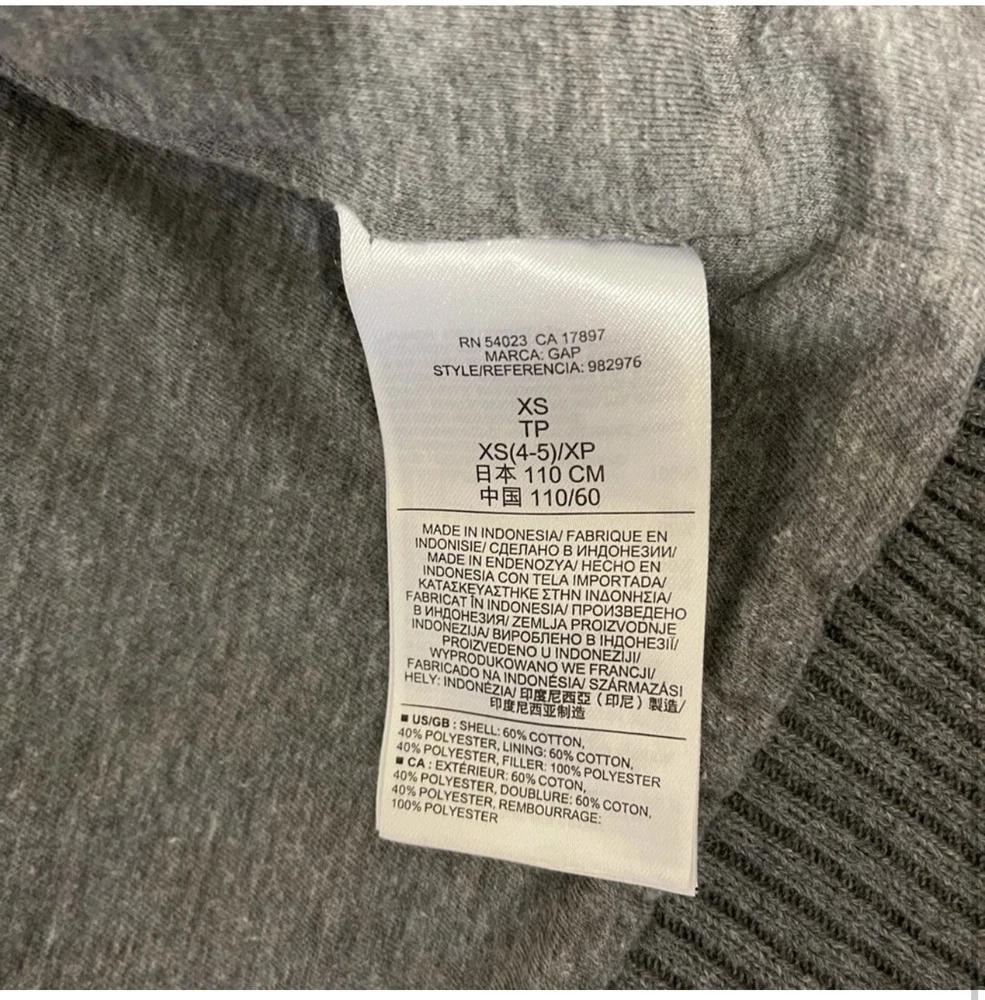 RN 54023 CA 17897
MARCA: GAP
STYLE/REFERENCIA: 982976
XS
TP
XS(4-5)/XP
日本 110 CM
中国 110/60
MADE IN INDONESIA/ FABRIQUE EN
INDONISIE/ СДЕЛАНО В ИНДОНЕЗИИ/
MADE IN ENDENOZYA/ HECHO EN
INDONESIA CON TELA IMPORTADA/
ΚΑΤΑΣΚΕΥΑΣΤΗΚΕ ΣΤΗΝ ΙΝΔΟΝΗΣΙΑ/
FABRICAT ÎN INDONESIA/ ПРОИЗВЕДЕНО
В ИНДОНЕЗИЯ/ ZEMLJA PROIZVODNJE
INDONEZIJA/ ВИРОБЛЕНО В ІНДОНЕЗІЇ/
PROIZVEDENO U INDONEZIJI/
WYPRODUKOWANO WE FRANCJI/
FABRICADO NA INDONÉSIA/ SZÁRMAZÁSI
HELY: INDONÉZIA/ 印度尼西亞（印尼）製造/
印度尼西亚制造
■ US/GB : SHELL: 60% COTTON,
40% POLYESTER, LINING: 60% COTTON,
40% POLYESTER, FILLER: 100% POLYESTER
■ CA : EXTÉRIEUR: 60% COTON,
40% POLYESTER, DOUBLURE: 60% COTON,
40% POLYESTER, REMBOURRAGE:
100% POLYESTER